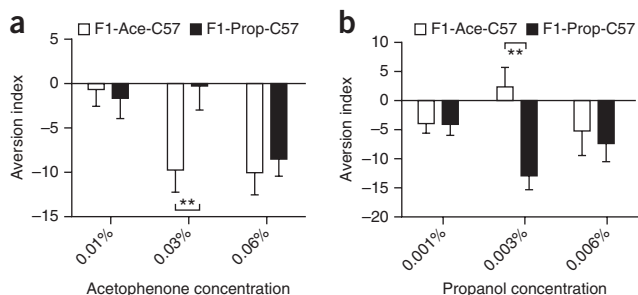 a
F1-Ace-C57 F1-Prop-C57
Aversion index
5
0
−5
−10
−15
**
0.01% 0.03% 0.06%
Acetophenone concentration
b
F1-Ace-C57 F1-Prop-C57
Aversion index
10
5
0
−5
−10
−15
−20
**
0.001% 0.003% 0.006%
Propanol concentration